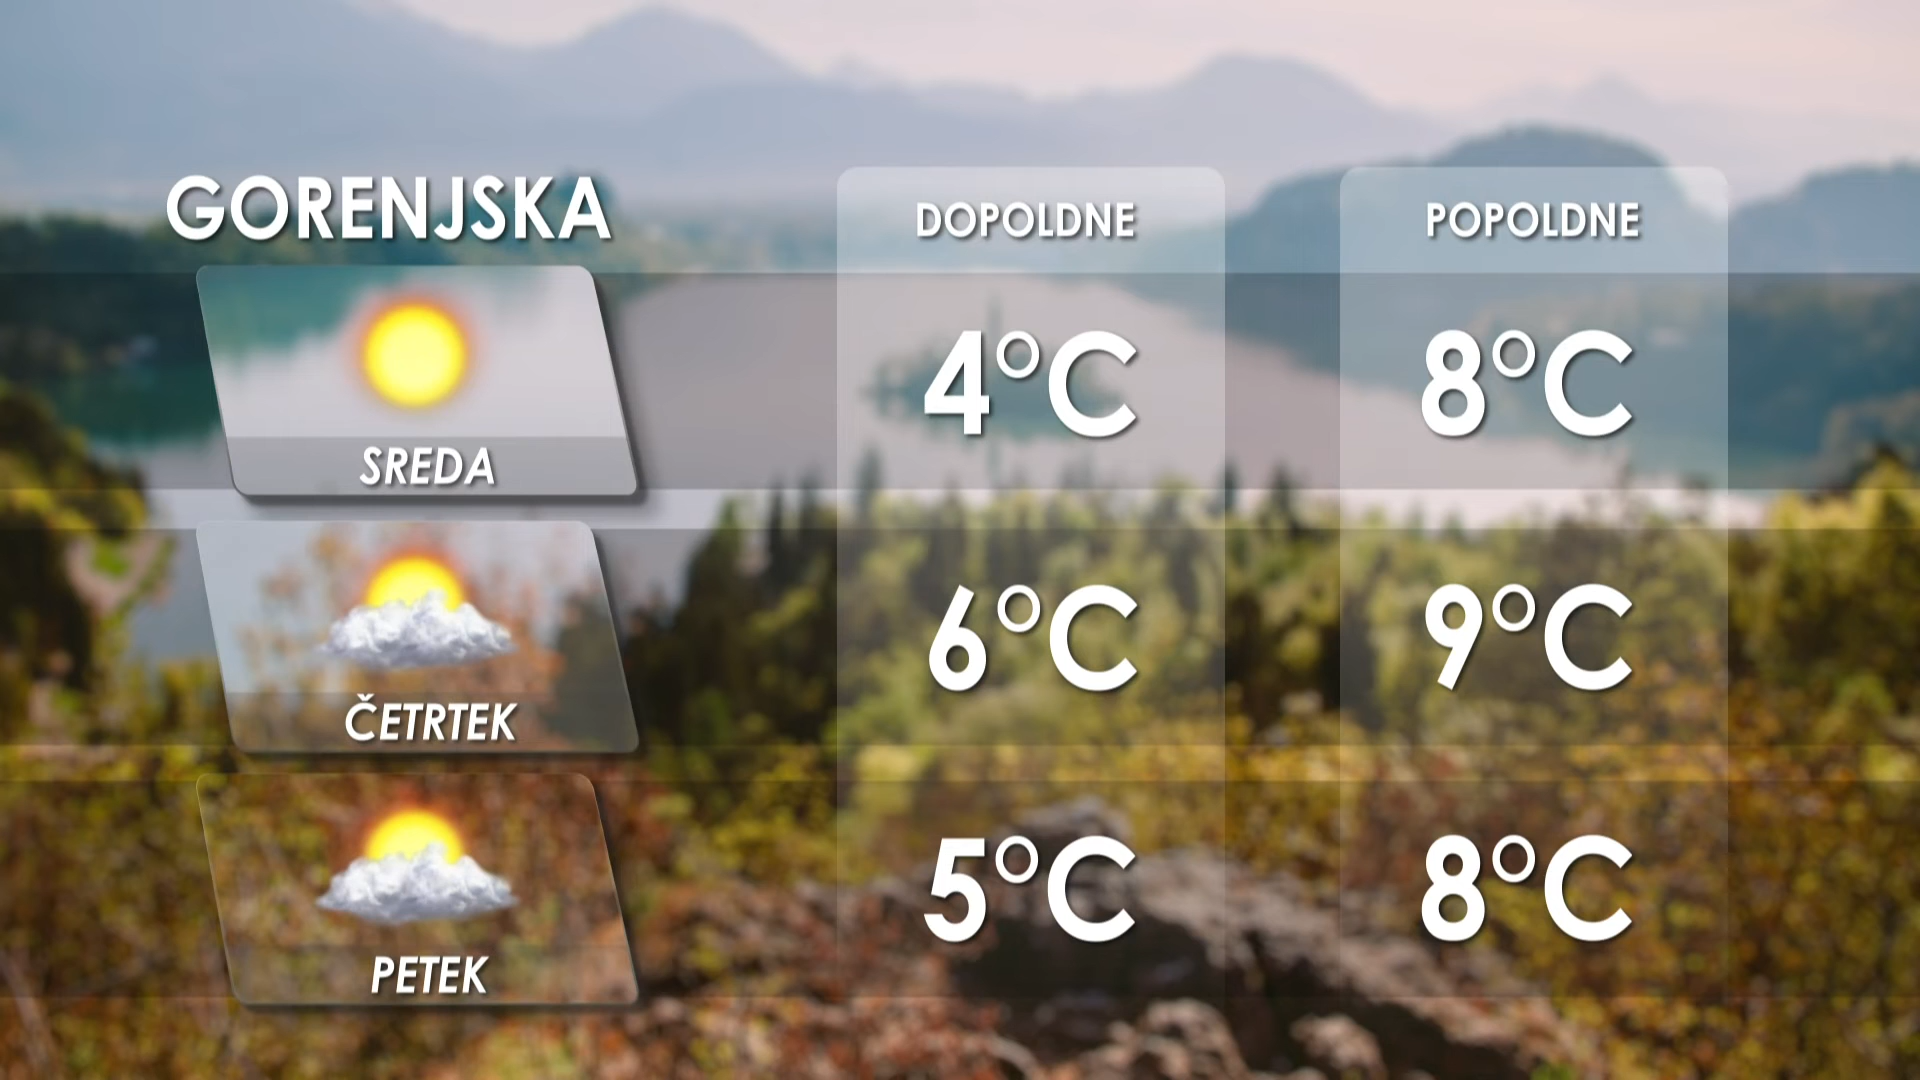 GORENJSKA
DOPOLDNE
POPOLDNE
4°C
8°C
SREDA
6°C
9°C
ČETRTEK
5°C
8°C
PETEK